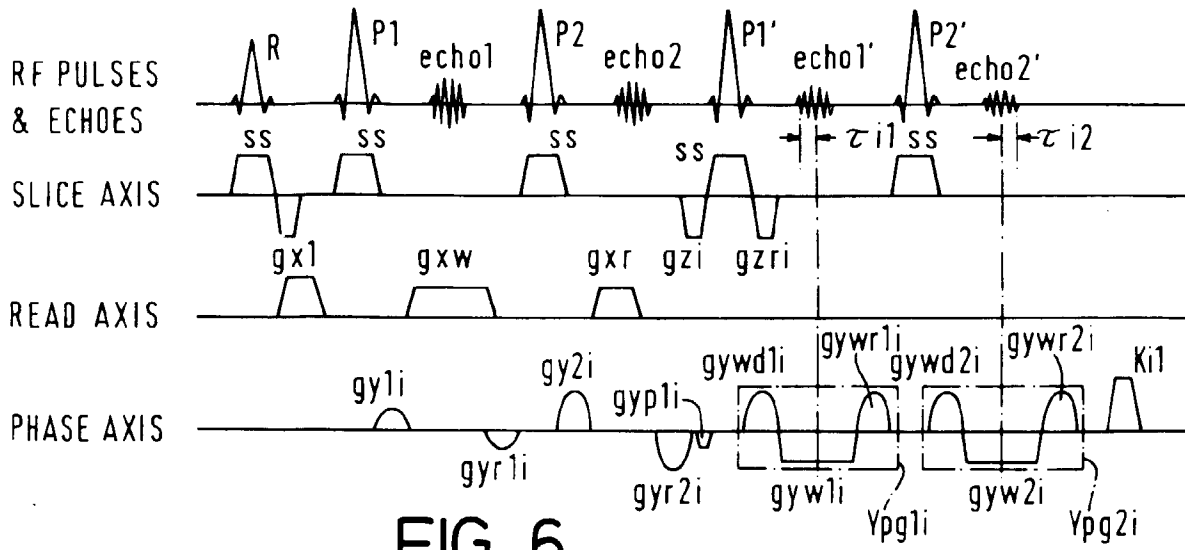 RF PULSES
& ECHOES
R
P1
echo1
P2
echo2
P1'
echo1'
P2'
echo2'
τi1
τi2
SLICE AXIS
ss
ss
ss
ss
ss
gzi
gzri
READ AXIS
gx1
gxw
gxr
PHASE AXIS
gy1i
gyr1i
gy2i
gyr2i
gyp1i
gywd1i
gywr1i
gywd2i
gywr2i
Ki1
gyw1i
Ypg1i
gyw2i
Ypg2i
FIG. 6